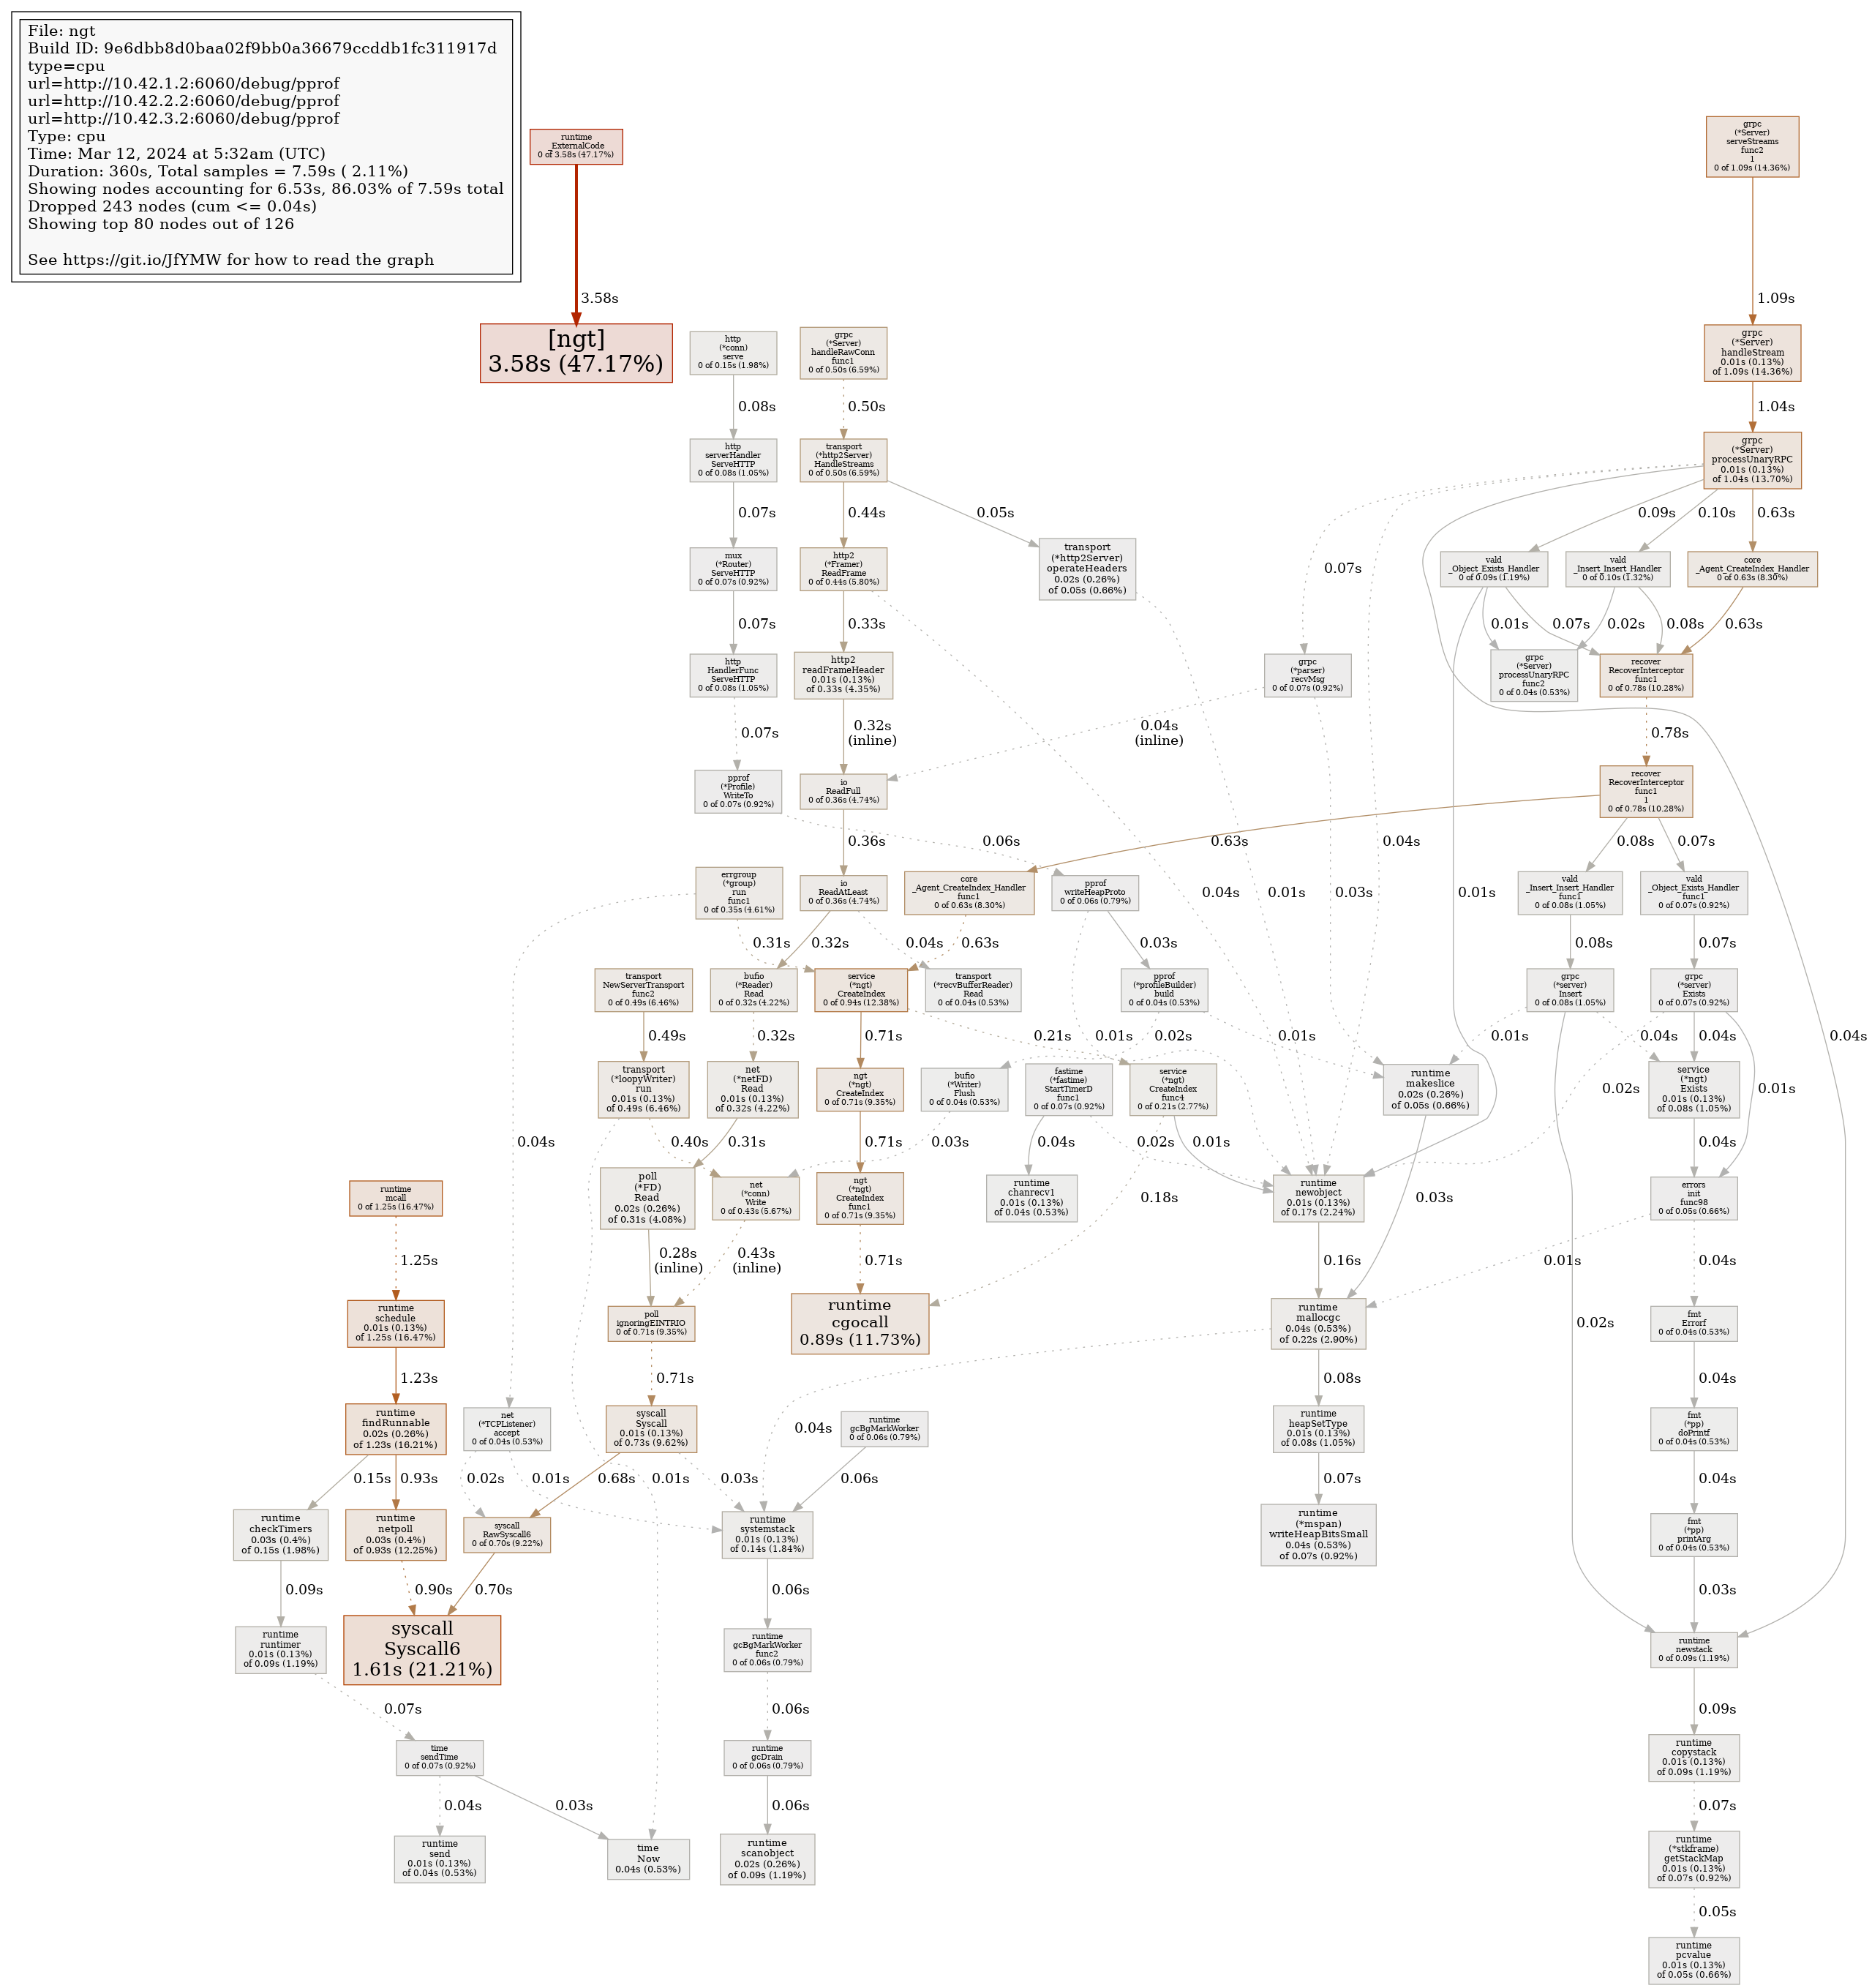 File: ngt
Build ID: 9e6dbb8d0baa02f9bb0a36679ccddb1fc311917d
type=cpu
url=http://10.42.1.2:6060/debug/pprof
url=http://10.42.2.2:6060/debug/pprof
url=http://10.42.3.2:6060/debug/pprof
Type: cpu
Time: Mar 12, 2024 at 5:32am (UTC)
Duration: 360s, Total samples = 7.59s ( 2.11%)
Showing nodes accounting for 6.53s, 86.03% of 7.59s total
Dropped 243 nodes (cum <= 0.04s)
Showing top 80 nodes out of 126
See https://git.io/JfYMW for how to read the graph
runtime
_ExternalCode
0 of 3.58s (47.17%)
grpc
(*Server)
serveStreams
func2
1
0 of 1.09s (14.36%)
3.58s
1.09s
[ngt]
3.58s (47.17%)
http
(*conn)
serve
0 of 0.15s (1.98%)
grpc
(*Server)
handleRawConn
func1
0 of 0.50s (6.59%)
grpc
(*Server)
handleStream
0.01s (0.13%)
of 1.09s (14.36%)
0.08s
0.50s
1.04s
http
serverHandler
ServeHTTP
0 of 0.08s (1.05%)
transport
(*http2Server)
HandleStreams
0 of 0.50s (6.59%)
grpc
(*Server)
processUnaryRPC
0.01s (0.13%)
of 1.04s (13.70%)
0.07s
0.44s
0.05s
0.09s
0.10s
0.63s
mux
(*Router)
ServeHTTP
0 of 0.07s (0.92%)
http2
(*Framer)
ReadFrame
0 of 0.44s (5.80%)
transport
(*http2Server)
operateHeaders
0.02s (0.26%)
of 0.05s (0.66%)
0.07s
vald
_Object_Exists_Handler
0 of 0.09s (1.19%)
vald
_Insert_Insert_Handler
0 of 0.10s (1.32%)
core
_Agent_CreateIndex_Handler
0 of 0.63s (8.30%)
0.07s
0.33s
0.01s
0.07s
0.02s
0.08s
0.63s
http
HandlerFunc
ServeHTTP
0 of 0.08s (1.05%)
http2
readFrameHeader
0.01s (0.13%)
of 0.33s (4.35%)
grpc
(*parser)
recvMsg
0 of 0.07s (0.92%)
grpc
(*Server)
processUnaryRPC
func2
0 of 0.04s (0.53%)
recover
RecoverInterceptor
func1
0 of 0.78s (10.28%)
0.07s
0.32s
(inline)
0.04s
(inline)
0.78s
pprof
(*Profile)
WriteTo
0 of 0.07s (0.92%)
io
ReadFull
0 of 0.36s (4.74%)
recover
RecoverInterceptor
func1
1
0 of 0.78s (10.28%)
0.36s
0.06s
0.63s
0.04s
0.08s
0.07s
0.04s
errgroup
(*group)
run
func1
0 of 0.35s (4.61%)
io
ReadAtLeast
0 of 0.36s (4.74%)
core
_Agent_CreateIndex_Handler
func1
0 of 0.63s (8.30%)
pprof
writeHeapProto
0 of 0.06s (0.79%)
0.04s
0.01s
0.03s
0.01s
vald
_Insert_Insert_Handler
func1
0 of 0.08s (1.05%)
vald
_Object_Exists_Handler
func1
0 of 0.07s (0.92%)
0.31s
0.32s
0.04s
0.63s
0.03s
0.08s
0.07s
transport
NewServerTransport
func2
0 of 0.49s (6.46%)
bufio
(*Reader)
Read
0 of 0.32s (4.22%)
service
(*ngt)
CreateIndex
0 of 0.94s (12.38%)
transport
(*recvBufferReader)
Read
0 of 0.04s (0.53%)
pprof
(*profileBuilder)
build
0 of 0.04s (0.53%)
grpc
(*server)
Insert
0 of 0.08s (1.05%)
grpc
(*server)
Exists
0 of 0.07s (0.92%)
0.49s
0.32s
0.71s
0.21s
0.01s
0.02s
0.01s
0.01s
0.04s
0.04s
transport
(*loopyWriter)
run
0.01s (0.13%)
of 0.49s (6.46%)
net
(*netFD)
Read
0.01s (0.13%)
of 0.32s (4.22%)
ngt
(*ngt)
CreateIndex
0 of 0.71s (9.35%)
bufio
(*Writer)
Flush
0 of 0.04s (0.53%)
fastime
(*fastime)
StartTimerD
func1
0 of 0.07s (0.92%)
service
(*ngt)
CreateIndex
func4
0 of 0.21s (2.77%)
runtime
makeslice
0.02s (0.26%)
of 0.05s (0.66%)
0.02s
service
(*ngt)
Exists
0.01s (0.13%)
of 0.08s (1.05%)
0.01s
0.04s
0.40s
0.31s
0.71s
0.03s
0.04s
0.02s
0.01s
0.04s
runtime
mcall
0 of 1.25s (16.47%)
poll
(*FD)
Read
0.02s (0.26%)
of 0.31s (4.08%)
net
(*conn)
Write
0 of 0.43s (5.67%)
ngt
(*ngt)
CreateIndex
func1
0 of 0.71s (9.35%)
runtime
chanrecv1
0.01s (0.13%)
of 0.04s (0.53%)
0.18s
runtime
newobject
0.01s (0.13%)
of 0.17s (2.24%)
0.03s
errors
init
func98
0 of 0.05s (0.66%)
1.25s
0.28s
(inline)
0.43s
(inline)
0.71s
0.16s
0.01s
0.04s
runtime
schedule
0.01s (0.13%)
of 1.25s (16.47%)
poll
ignoringEINTRIO
0 of 0.71s (9.35%)
runtime
cgocall
0.89s (11.73%)
runtime
mallocgc
0.04s (0.53%)
of 0.22s (2.90%)
0.02s
fmt
Errorf
0 of 0.04s (0.53%)
1.23s
0.71s
0.08s
0.04s
runtime
findRunnable
0.02s (0.26%)
of 1.23s (16.21%)
net
(*TCPListener)
accept
0 of 0.04s (0.53%)
syscall
Syscall
0.01s (0.13%)
of 0.73s (9.62%)
0.04s
runtime
gcBgMarkWorker
0 of 0.06s (0.79%)
runtime
heapSetType
0.01s (0.13%)
of 0.08s (1.05%)
fmt
(*pp)
doPrintf
0 of 0.04s (0.53%)
0.15s
0.93s
0.02s
0.01s
0.68s
0.01s
0.03s
0.06s
0.07s
0.04s
runtime
checkTimers
0.03s (0.4%)
of 0.15s (1.98%)
runtime
netpoll
0.03s (0.4%)
of 0.93s (12.25%)
syscall
RawSyscall6
0 of 0.70s (9.22%)
runtime
systemstack
0.01s (0.13%)
of 0.14s (1.84%)
runtime
(*mspan)
writeHeapBitsSmall
0.04s (0.53%)
of 0.07s (0.92%)
fmt
(*pp)
printArg
0 of 0.04s (0.53%)
0.09s
0.90s
0.70s
0.06s
0.03s
runtime
runtimer
0.01s (0.13%)
of 0.09s (1.19%)
syscall
Syscall6
1.61s (21.21%)
runtime
gcBgMarkWorker
func2
0 of 0.06s (0.79%)
runtime
newstack
0 of 0.09s (1.19%)
0.07s
0.06s
0.09s
time
sendTime
0 of 0.07s (0.92%)
runtime
gcDrain
0 of 0.06s (0.79%)
runtime
copystack
0.01s (0.13%)
of 0.09s (1.19%)
0.04s
0.03s
0.06s
0.07s
runtime
send
0.01s (0.13%)
of 0.04s (0.53%)
time
Now
0.04s (0.53%)
runtime
scanobject
0.02s (0.26%)
of 0.09s (1.19%)
runtime
(*stkframe)
getStackMap
0.01s (0.13%)
of 0.07s (0.92%)
0.05s
runtime
pcvalue
0.01s (0.13%)
of 0.05s (0.66%)